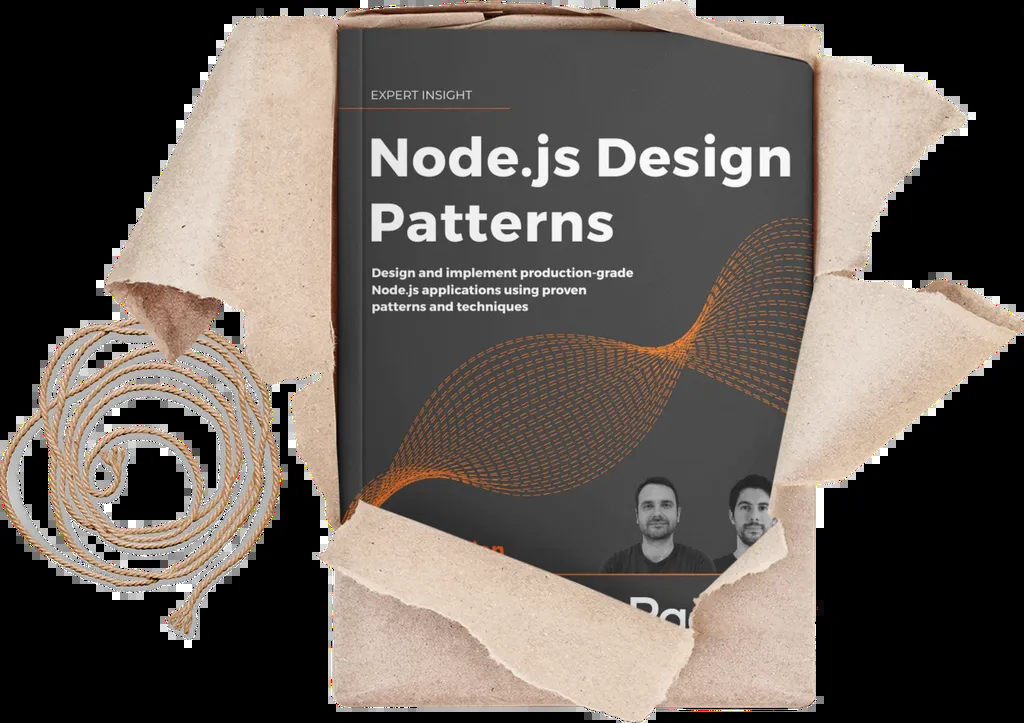 EXPERT INSIGHT
Node.js Design
Patterns
Design and implement production-grade
Node.js applications using proven
patterns and techniques